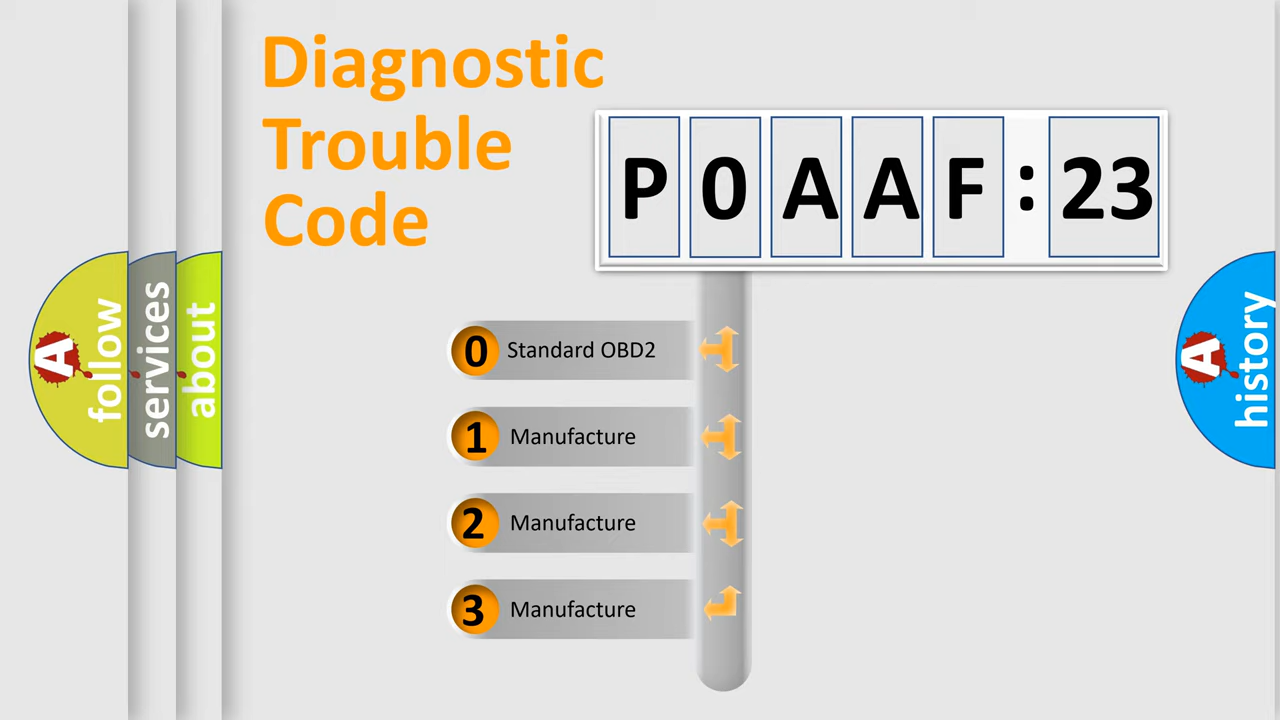 Diagnostic
Trouble
Code
P 0 A A F : 23
0 Standard OBD2
1 Manufacture
2 Manufacture
3 Manufacture
A follow
services
about
A history